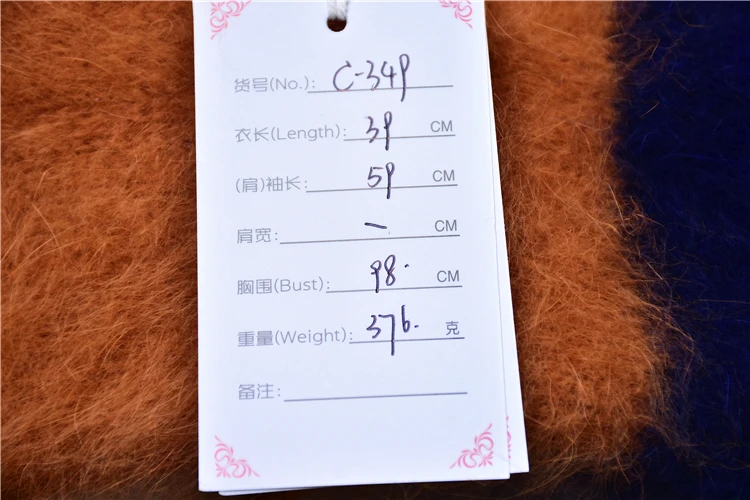 货号(No.): C-349
衣长(Length): 39 CM
(肩)袖长: 59 CM
肩宽: — CM
胸围(Bust): 98. CM
重量(Weight): 376. 克
备注: